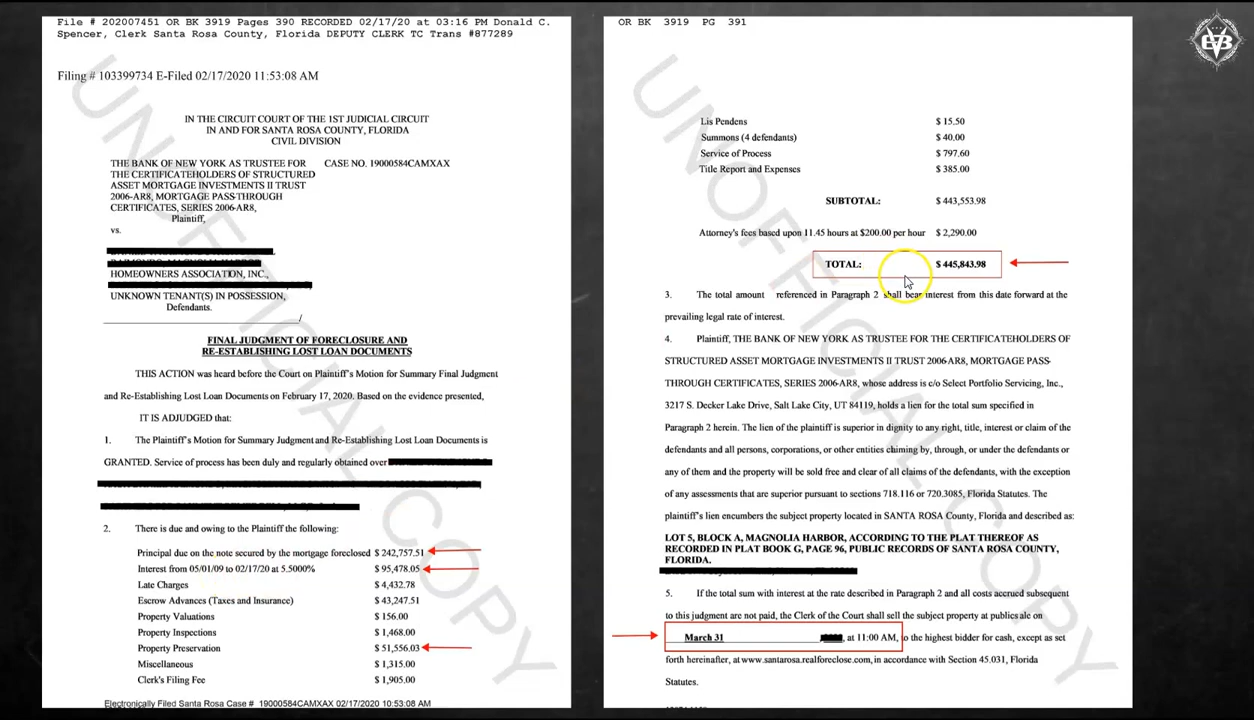 File # 202007451 OR BK 3919 Pages 390 RECORDED 02/17/20 at 03:16 PM Donald C.
Spencer, Clerk Santa Rosa County, Florida DEPUTY CLERK TC Trans #877289
Filing # 103399734 E-Filed 02/17/2020 11:53:08 AM
IN THE CIRCUIT COURT OF THE 1ST JUDICIAL CIRCUIT
IN AND FOR SANTA ROSA COUNTY, FLORIDA
CIVIL DIVISION
THE BANK OF NEW YORK AS TRUSTEE FOR CASE NO. 19000584CAMXAX
THE CERTIFICATEHOLDERS OF STRUCTURED
ASSET MORTGAGE INVESTMENTS II TRUST
2006-AR8, MORTGAGE PASS-THROUGH
CERTIFICATES, SERIES 2006-AR8,
Plaintiff,
vs.
HOMEOWNERS ASSOCIATION, INC.,
UNKNOWN TENANT(S) IN POSSESSION,
Defendants.
/
FINAL JUDGMENT OF FORECLOSURE AND
RE-ESTABLISHING LOST LOAN DOCUMENTS
THIS ACTION was heard before the Court on Plaintiff's Motion for Summary Final Judgment
and Re-Establishing Lost Loan Documents on February 17, 2020. Based on the evidence presented,
IT IS ADJUDGED that:
1. The Plaintiff's Motion for Summary Judgment and Re-Establishing Lost Loan Documents is
GRANTED. Service of process has been duly and regularly obtained over
2. There is due and owing to the Plaintiff the following:
Principal due on the note secured by the mortgage foreclosed $ 242,757.51
Interest from 05/01/09 to 02/17/20 at 5.5000% $ 95,478.05
Late Charges $ 4,432.78
Escrow Advances (Taxes and Insurance) $ 43,247.51
Property Valuations $ 156.00
Property Inspections $ 1,468.00
Property Preservation $ 51,556.03
Miscellaneous $ 1,315.00
Clerk's Filing Fee $ 1,905.00
Electronically Filed Santa Rosa Case # 19000584CAMXAX 02/17/2020 10:53:08 AM
UNOFFICIAL COPY
OR BK 3919 PG 391
Lis Pendens $ 15.50
Summons (4 defendants) $ 40.00
Service of Process $ 797.60
Title Report and Expenses $ 385.00
SUBTOTAL: $ 443,553.98
Attorney's fees based upon 11.45 hours at $200.00 per hour $ 2,290.00
TOTAL: $ 445,843.98
3. The total amount referenced in Paragraph 2 shall bear interest from this date forward at the
prevailing legal rate of interest.
4. Plaintiff, THE BANK OF NEW YORK AS TRUSTEE FOR THE CERTIFICATEHOLDERS OF
STRUCTURED ASSET MORTGAGE INVESTMENTS II TRUST 2006-AR8, MORTGAGE PASS-
THROUGH CERTIFICATES, SERIES 2006-AR8, whose address is c/o Select Portfolio Servicing, Inc.,
3217 S. Decker Lake Drive, Salt Lake City, UT 84119, holds a lien for the total sum specified in
Paragraph 2 herein. The lien of the plaintiff is superior in dignity to any right, title, interest or claim of the
defendants and all persons, corporations, or other entities chiming by, through, or under the defendants or
any of them and the property will be sold free and clear of all claims of the defendants, with the exception
of any assessments that are superior pursuant to sections 718.116 or 720.3085, Florida Statutes. The
plaintiff's lien encumbers the subject property located in SANTA ROSA County, Florida and described as:
LOT 5, BLOCK A, MAGNOLIA HARBOR, ACCORDING TO THE PLAT THEREOF AS
RECORDED IN PLAT BOOK G, PAGE 96, PUBLIC RECORDS OF SANTA ROSA COUNTY,
FLORIDA.
5. If the total sum with interest at the rate described in Paragraph 2 and all costs accrued subsequent
to this judgment are not paid, the Clerk of the Court shall sell the subject property at public ale on
March 31 , at 11:00 AM, to the highest bidder for cash, except as set
forth hereinafter, at www.santarosa.realforeclose.com, in accordance with Section 45.031, Florida
Statutes.
UNOFFICIAL COPY